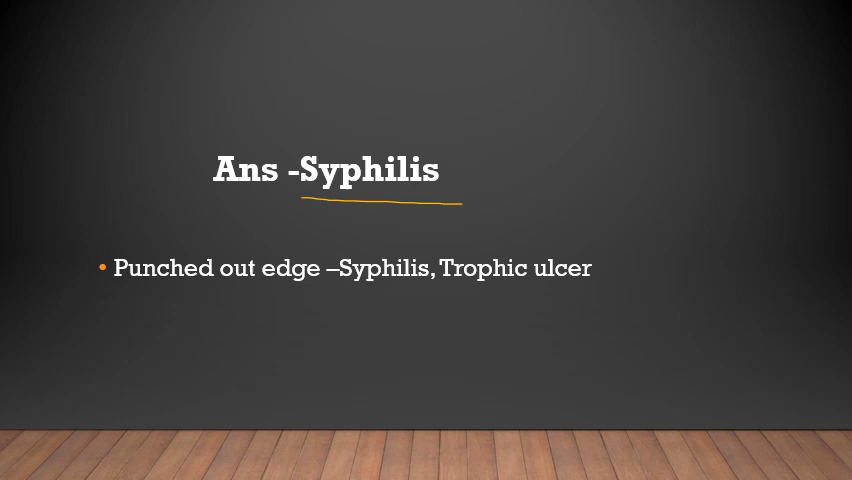 Ans -Syphilis
• Punched out edge –Syphilis, Trophic ulcer